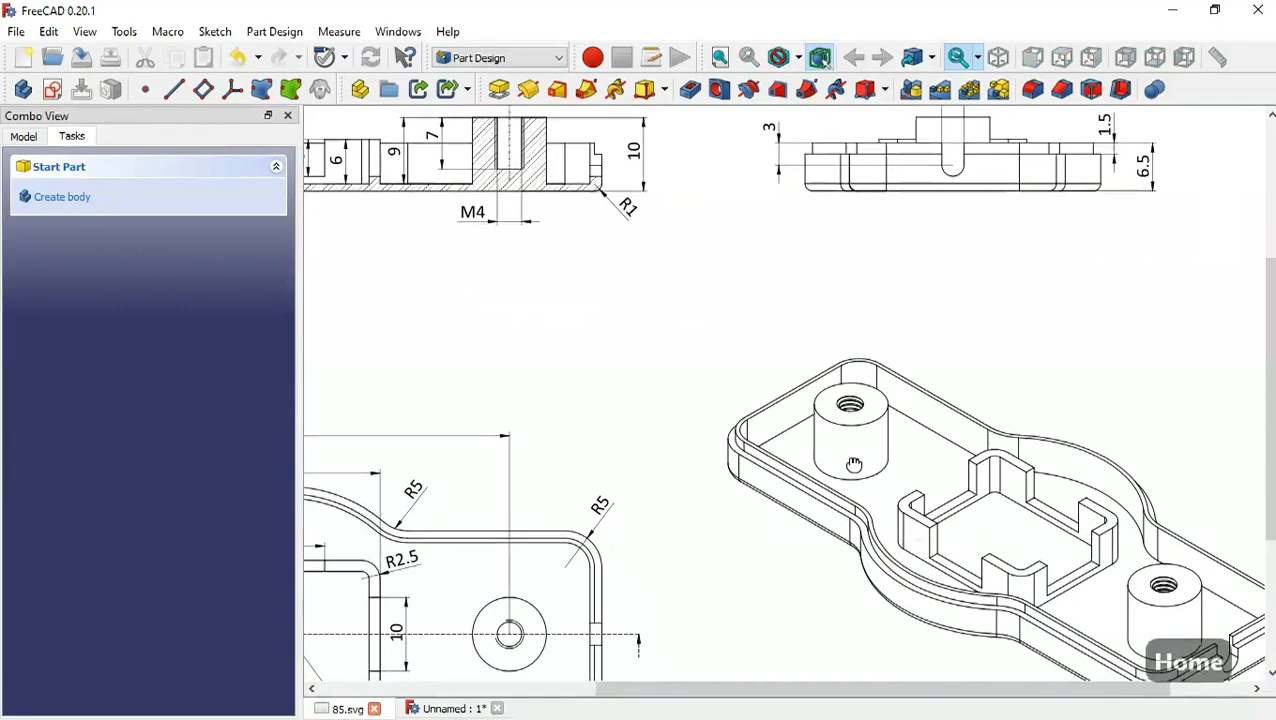 FreeCAD 0.20.1
File Edit View Tools Macro Sketch Part Design Measure Windows Help
Part Design
Combo View
Model Tasks
Start Part
Create body
7
6
9
10
M4
R1
3
1.5
6.5
R5
R5
R2.5
10
Home
85.svg
Unnamed : 1*